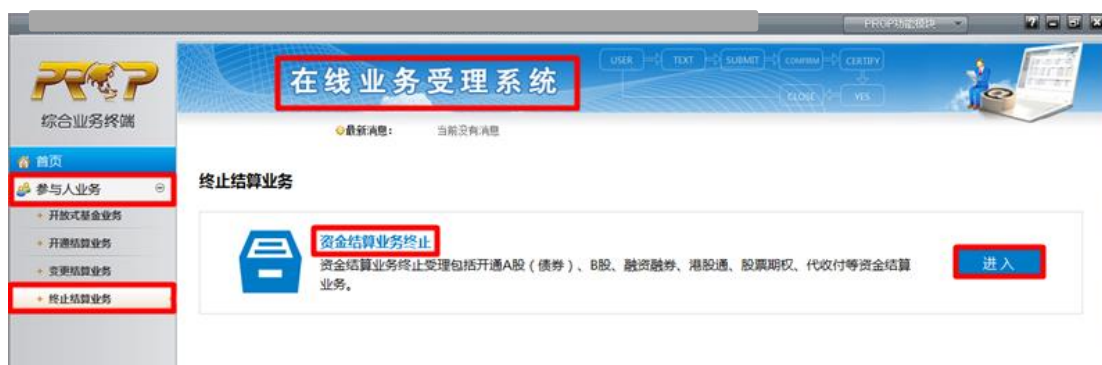 PROP功能模块
PROP
综合业务终端
在线业务受理系统
USER TEXT SUBMIT CONFIRM CERTIFY
CLOSE YES
最新消息: 当前没有消息
首页
参与人业务
开放式基金业务
开通结算业务
变更结算业务
终止结算业务
终止结算业务
资金结算业务终止
资金结算业务终止受理包括开通A股（债券）、B股、融资融券、港股通、股票期权、代收付等资金结算
业务。
进入